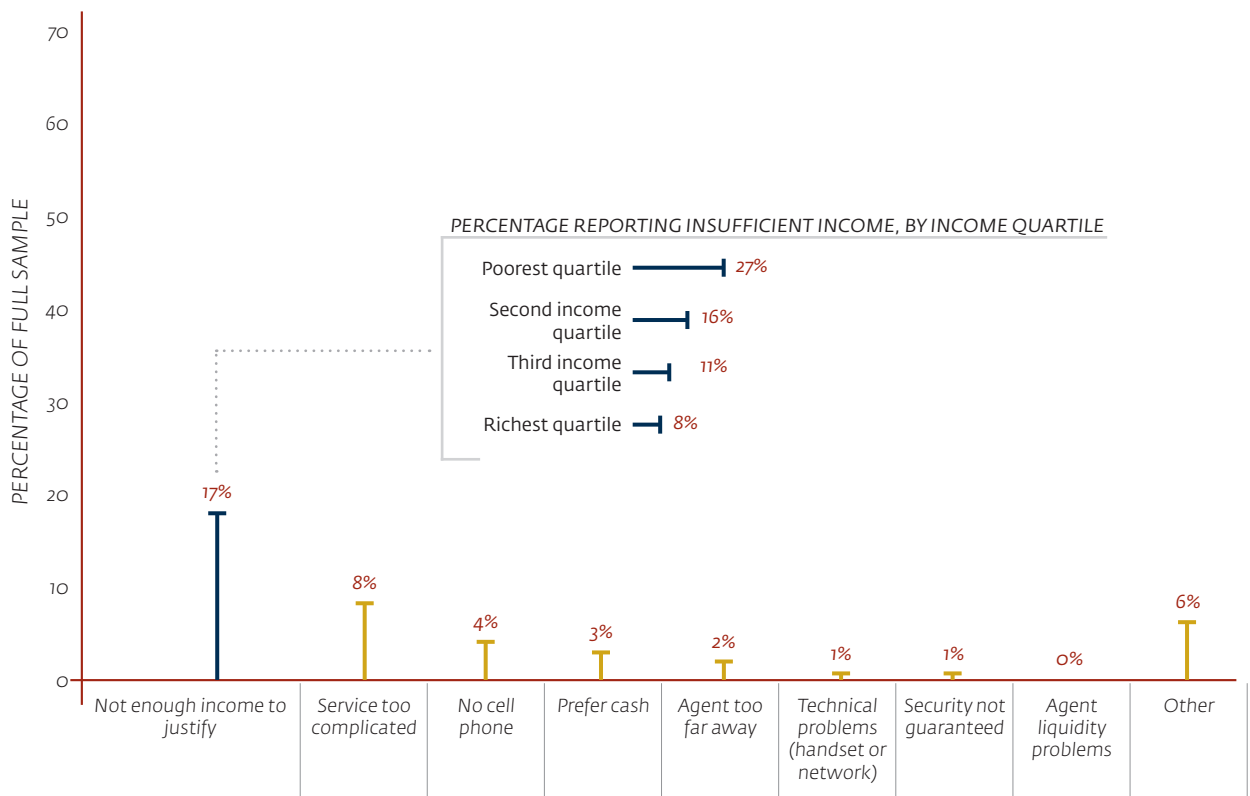 PERCENTAGE OF FULL SAMPLE
70
60
50
40
30
20
10
0
PERCENTAGE REPORTING INSUFFICIENT INCOME, BY INCOME QUARTILE
Poorest quartile 27%
Second income
quartile 16%
Third income
quartile 11%
Richest quartile 8%
17%
8%
4%
3%
2%
1%
1%
0%
6%
Not enough income to
justify
Service too
complicated
No cell
phone
Prefer cash
Agent too
far away
Technical
problems
(handset or
network)
Security not
guaranteed
Agent
liquidity
problems
Other